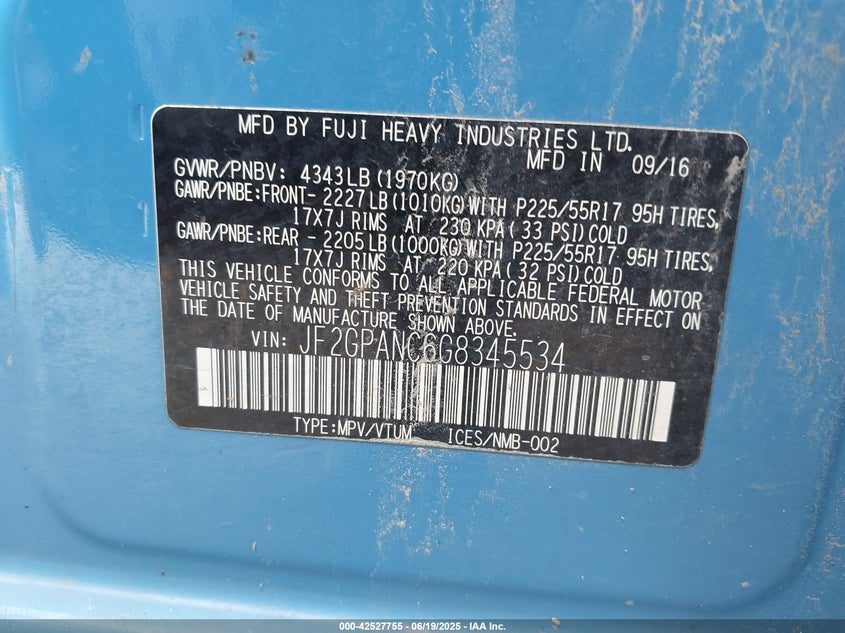 MFD BY FUJI HEAVY INDUSTRIES LTD.
MFD IN 09/16
GVWR/PNBV: 4343LB(1970KG)
GAWR/PNBE:FRONT- 2227LB(1010KG)WITH P225/55R17 95H TIRES,
17X7J RIMS AT 230 KPA(33 PSI)COLD
GAWR/PNBE:REAR - 2205LB(1000KG)WITH P225/55R17 95H TIRES,
17X7J RIMS AT 220 KPA(32 PSI)COLD
THIS VEHICLE CONFORMS TO ALL APPLICABLE FEDERAL MOTOR
VEHICLE SAFETY AND THEFT PREVENTION STANDARDS IN EFFECT ON
THE DATE OF MANUFACTURE SHOWN ABOVE.
VIN: JF2GPANC6G8345534
TYPE:MPV/VTUM ICES/NMB-002
000-42527755 | 06/19/2025 | IAA Inc.